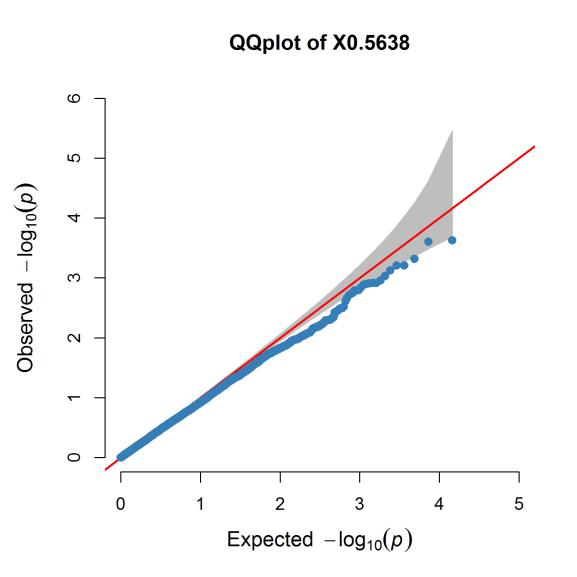 QQplot of X0.5638
Observed −log₁₀(p)
6
5
4
3
2
1
0
0 1 2 3 4 5
Expected −log₁₀(p)